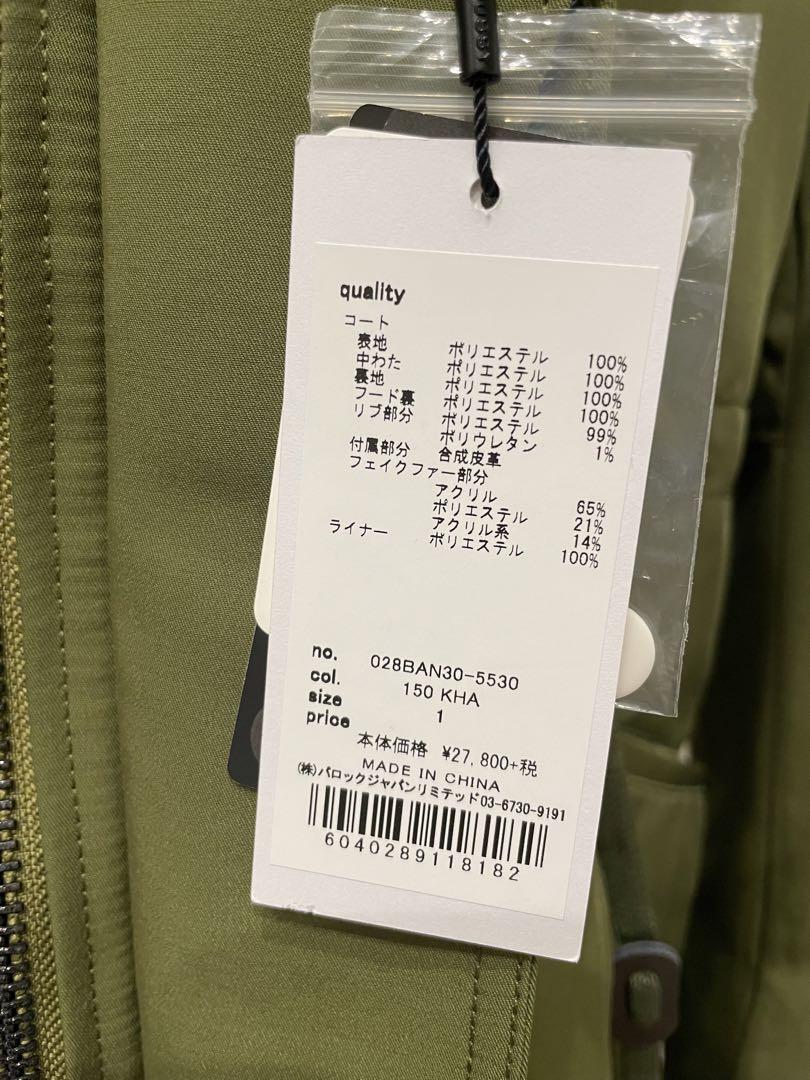 quality
コート
表地 ポリエステル 100%
中わた ポリエステル 100%
裏地 ポリエステル 100%
フード裏 ポリエステル 100%
リブ部分 ポリエステル 99%
ポリウレタン 1%
付属部分 合成皮革
フェイクファー部分
アクリル 65%
ポリエステル 21%
アクリル系 14%
ライナー ポリエステル 100%
no. 028BAN30-5530
col. 150 KHA
size 1
price
本体価格 ¥27,800+税
MADE IN CHINA
(株)バロックジャパンリミテッド03-6730-9191
6040289118182